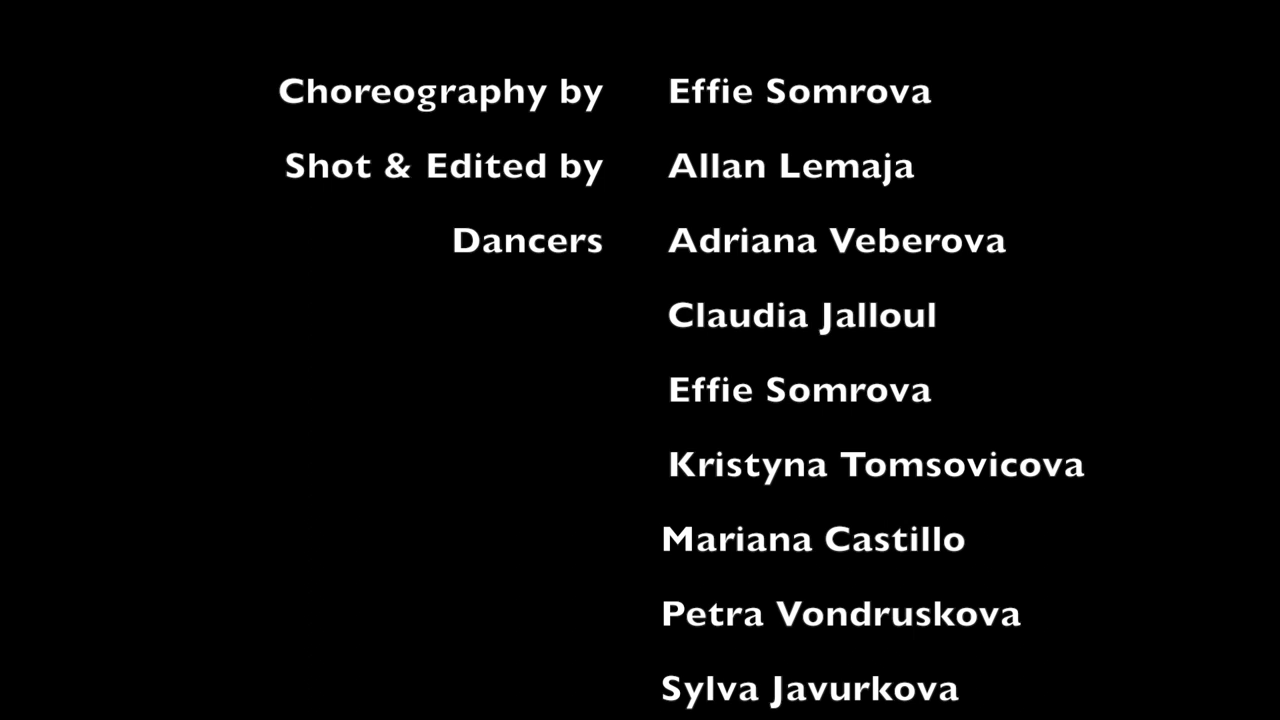 Choreography by Effie Somrova
Shot & Edited by Allan Lemaja
Dancers Adriana Veberova
Claudia Jalloul
Effie Somrova
Kristyna Tomsovicova
Mariana Castillo
Petra Vondruskova
Sylva Javurkova